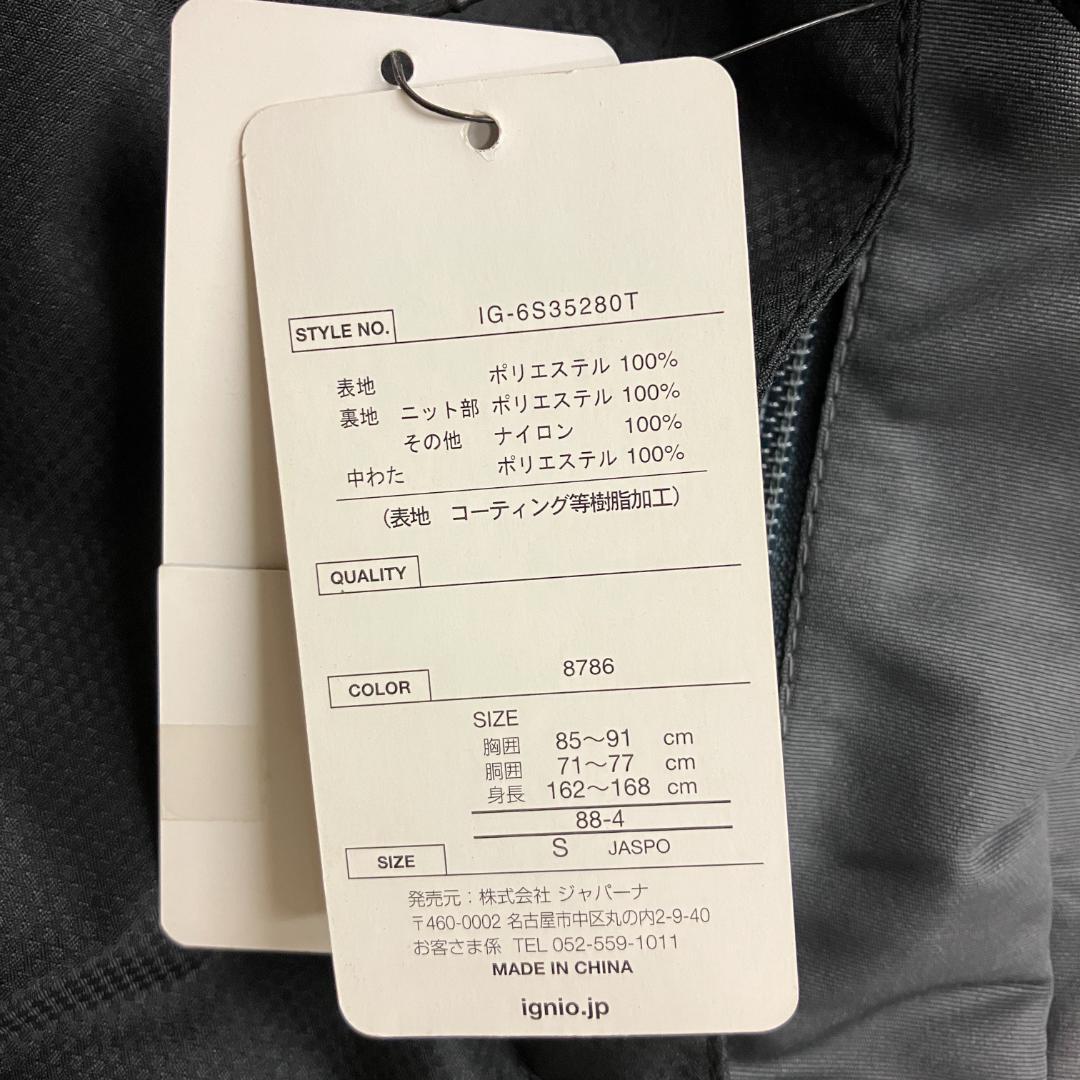 STYLE NO. IG-6S35280T
表地 ポリエステル 100%
裏地 ニット部 ポリエステル 100%
その他 ナイロン 100%
中わた ポリエステル 100%
(表地 コーティング等樹脂加工)
QUALITY
COLOR 8786
SIZE
胸囲 85〜91 cm
胴囲 71〜77 cm
身長 162〜168 cm
88-4
SIZE S JASPO
発売元:株式会社 ジャパーナ
〒460-0002 名古屋市中区丸の内2-9-40
お客さま係 TEL 052-559-1011
MADE IN CHINA
ignio.jp